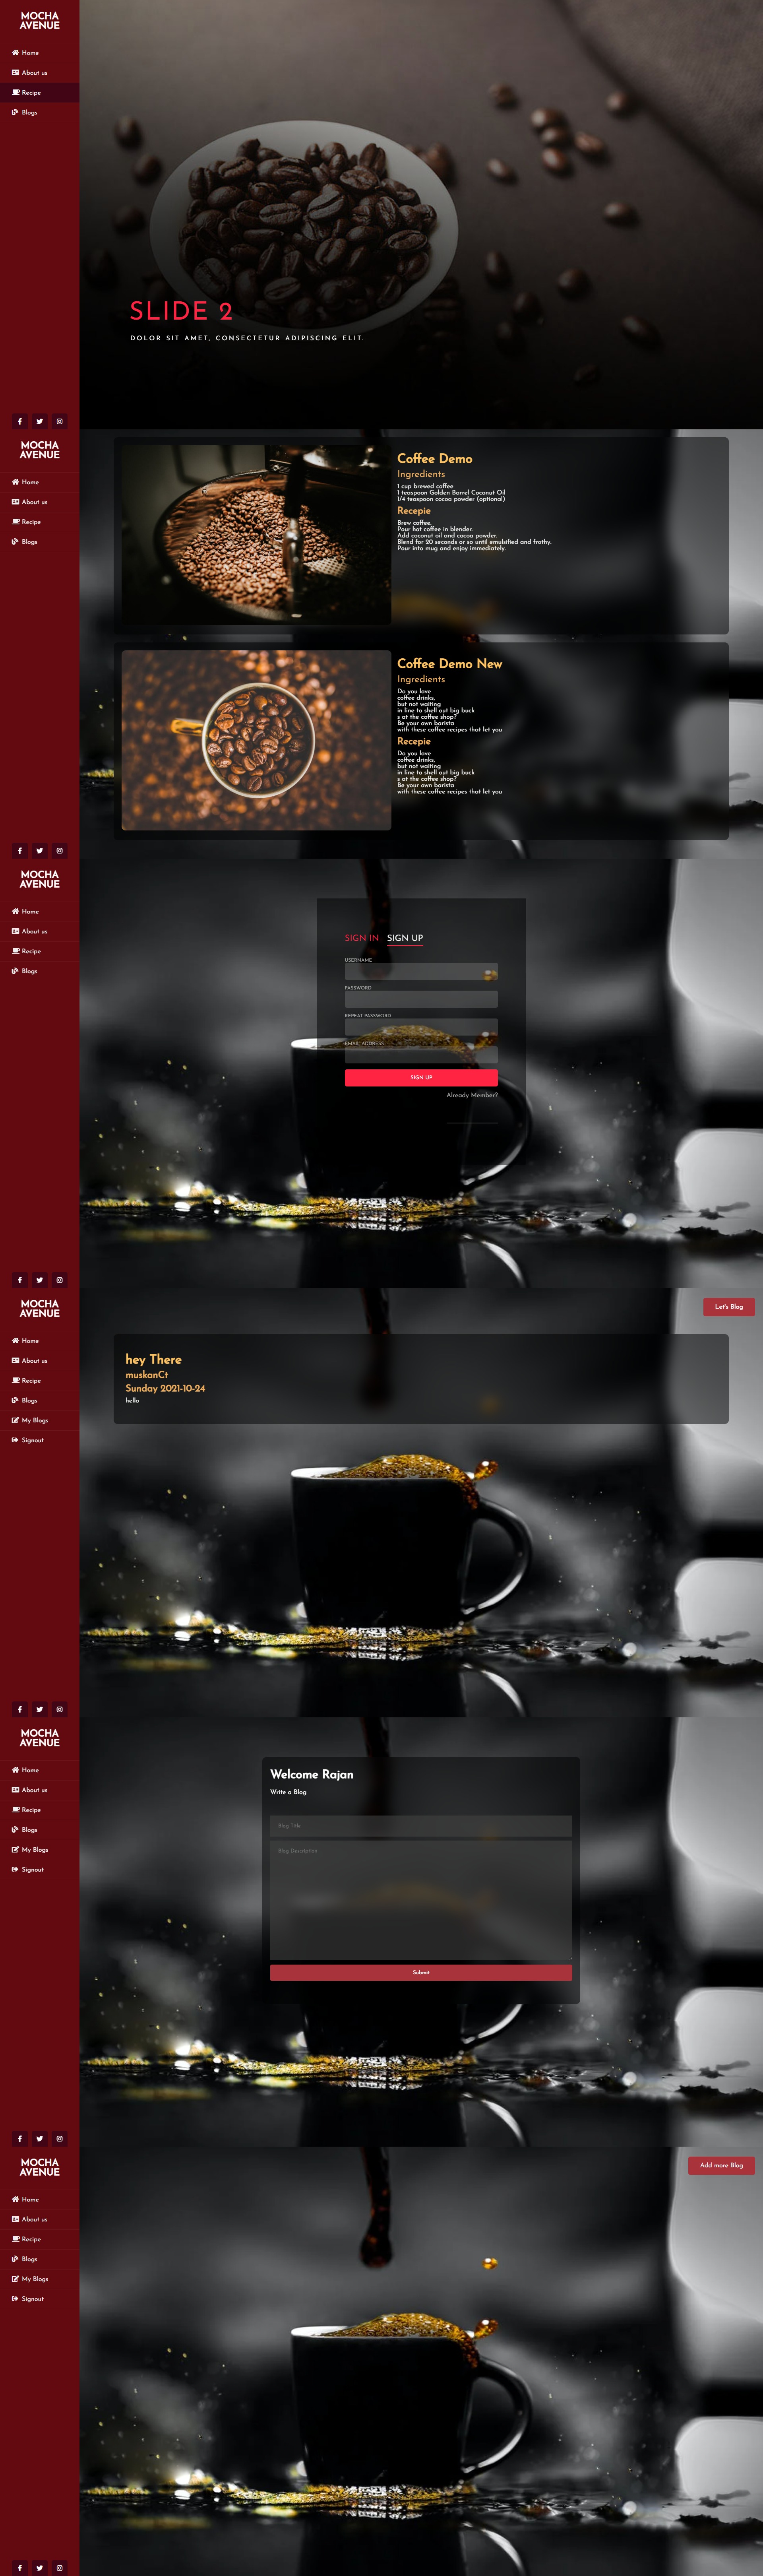 MOCHA
AVENUE
Home
About us
Recipe
Blogs
SLIDE 2
DOLOR SIT AMET, CONSECTETUR ADIPISCING ELIT.
MOCHA
AVENUE
Home
About us
Recipe
Blogs
Coffee Demo
Ingredients
1 cup brewed coffee
1 teaspoon Golden Barrel Coconut Oil
1/4 teaspoon cocoa powder (optional)
Recepie
Brew coffee.
Pour hot coffee in blender.
Add coconut oil and cocoa powder.
Blend for 20 seconds or so until emulsified and frothy.
Pour into mug and enjoy immediately.
Coffee Demo New
Ingredients
Do you love
coffee drinks,
but not waiting
in line to shell out big buck
s at the coffee shop?
Be your own barista
with these coffee recipes that let you
Recepie
Do you love
coffee drinks,
but not waiting
in line to shell out big buck
s at the coffee shop?
Be your own barista
with these coffee recipes that let you
MOCHA
AVENUE
Home
About us
Recipe
Blogs
SIGN IN SIGN UP
USERNAME
PASSWORD
REPEAT PASSWORD
EMAIL ADDRESS
SIGN UP
Already Member?
MOCHA
AVENUE
Home
About us
Recipe
Blogs
My Blogs
Signout
Let's Blog
hey There
muskanCt
Sunday 2021-10-24
hello
MOCHA
AVENUE
Home
About us
Recipe
Blogs
My Blogs
Signout
Welcome Rajan
Write a Blog
Blog Title
Blog Description
Submit
MOCHA
AVENUE
Home
About us
Recipe
Blogs
My Blogs
Signout
Add more Blog